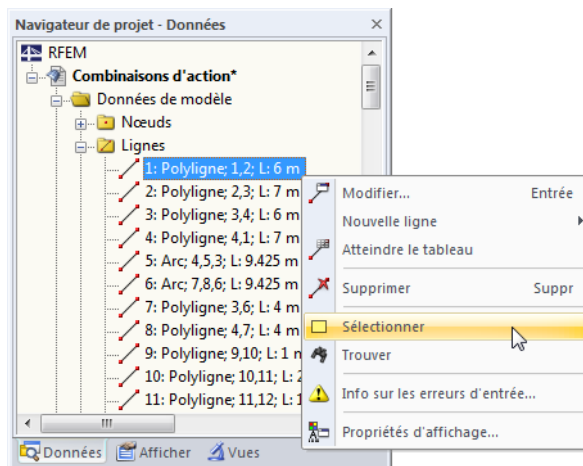 Navigateur de projet - Données
RFEM
Combinaisons d'action*
Données de modèle
Nœuds
Lignes
1: Polyligne; 1,2; L: 6 m
2: Polyligne; 2,3; L: 7 m
3: Polyligne; 3,4; L: 6 m
4: Polyligne; 4,1; L: 7 m
5: Arc; 4,5,3; L: 9.425 m
6: Arc; 7,8,6; L: 9.425 m
7: Polyligne; 3,6; L: 4 m
8: Polyligne; 4,7; L: 4 m
9: Polyligne; 9,10; L: 1 m
10: Polyligne; 10,11; L: 2
11: Polyligne; 11,12; L: 1
Données Afficher Vues
Modifier... Entrée
Nouvelle ligne
Atteindre le tableau
Supprimer Suppr
Sélectionner
Trouver
Info sur les erreurs d'entrée...
Propriétés d'affichage...